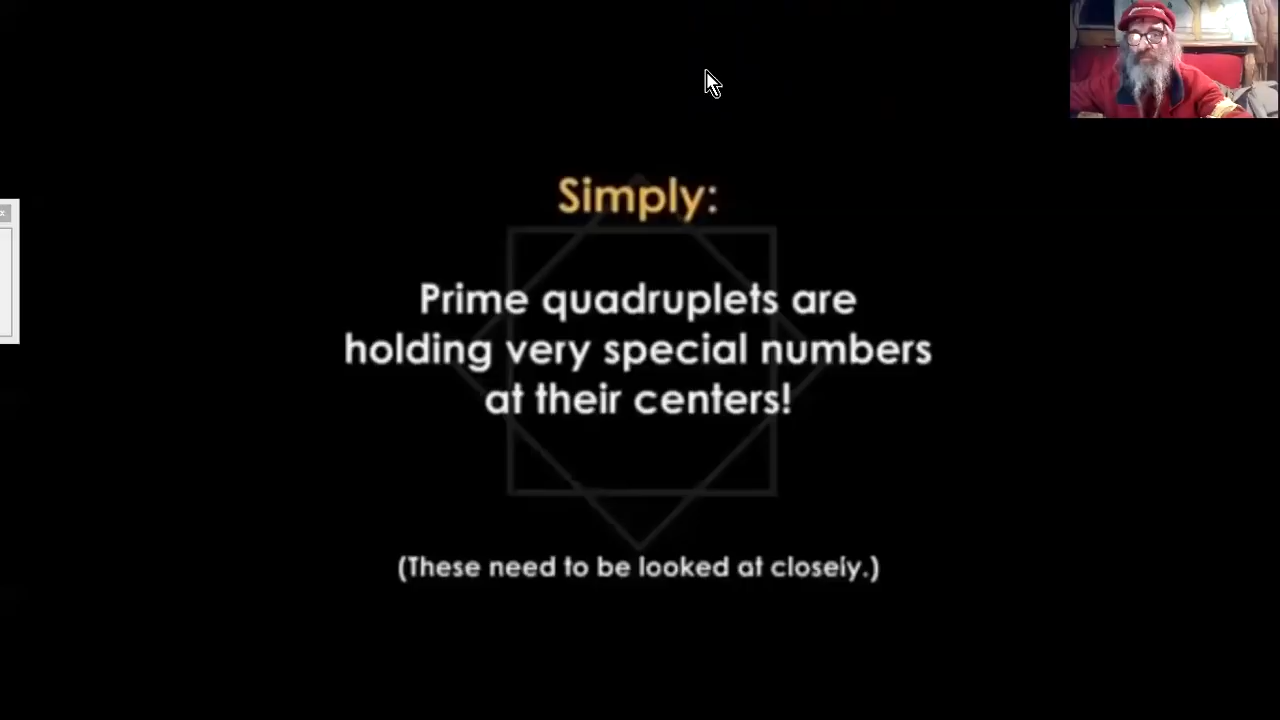 Simply:
Prime quadruplets are
holding very special numbers
at their centers!
(These need to be looked at closely.)
x